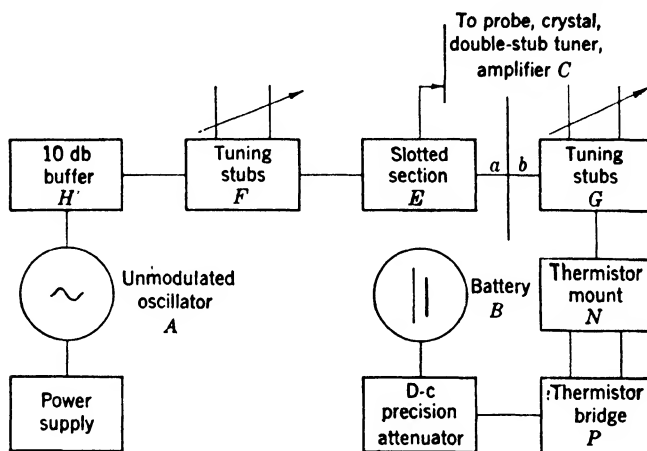 To probe, crystal,
double-stub tuner,
amplifier C
10 db
buffer
H
Tuning
stubs
F
Slotted
section
E
a
b
Tuning
stubs
G
Unmodulated
oscillator
A
Battery
B
Thermistor
mount
N
Power
supply
D-c
precision
attenuator
Thermistor
bridge
P